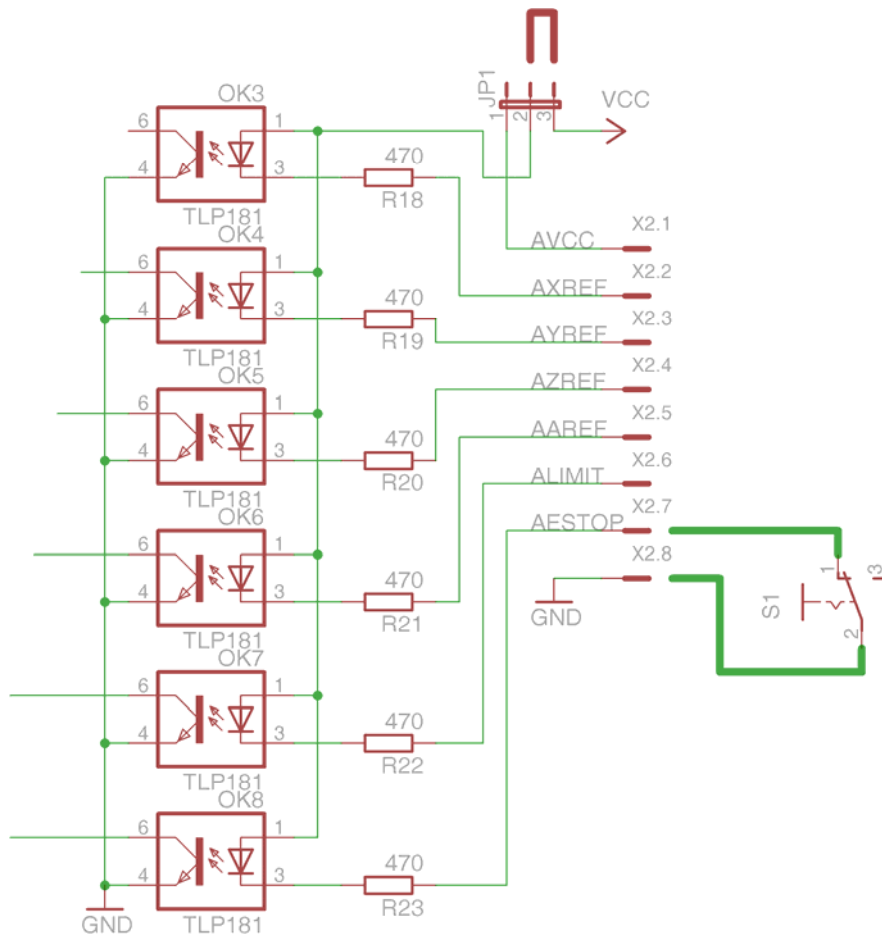 OK3
JP1
1
2
3
VCC
6
1
4
3
470
R18
TLP181
OK4
AVCC
X2.1
6
1
4
3
470
R19
AXREF
X2.2
AYREF
X2.3
TLP181
OK5
AZREF
X2.4
6
1
4
3
470
R20
AAREF
X2.5
TLP181
OK6
ALIMIT
X2.6
6
1
4
3
470
R21
AESTOP
X2.7
X2.8
GND
1
3
S1
2
TLP181
OK7
6
1
4
3
470
R22
TLP181
OK8
6
1
4
3
470
R23
GND
TLP181